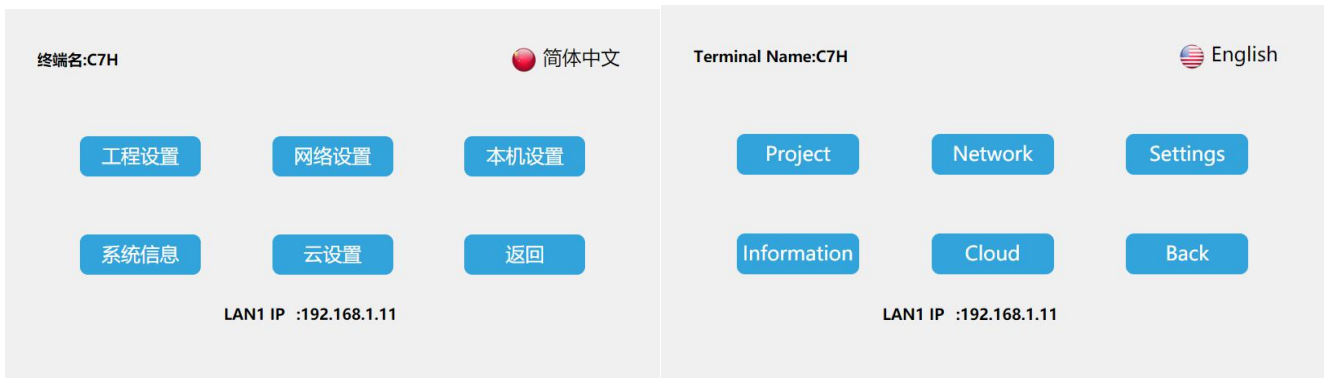 终端名:C7H
简体中文
工程设置
网络设置
本机设置
系统信息
云设置
返回
LAN1 IP :192.168.1.11
Terminal Name:C7H
English
Project
Network
Settings
Information
Cloud
Back
LAN1 IP :192.168.1.11